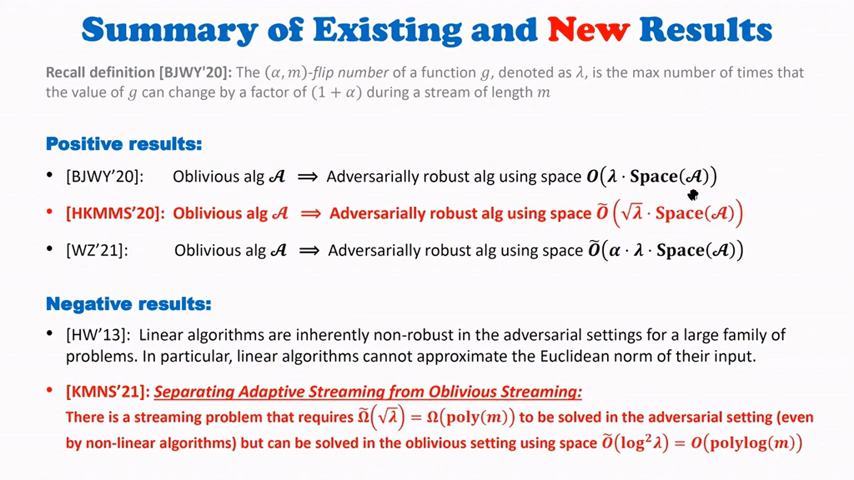 Summary of Existing and New Results
Recall definition [BJWY'20]: The (α, m)-flip number of a function g, denoted as λ, is the max number of times that
the value of g can change by a factor of (1 + α) during a stream of length m
Positive results:
• [BJWY'20]: Oblivious alg 𝒜 ⟹ Adversarially robust alg using space O(λ · Space(𝒜))
• [HKMMS'20]: Oblivious alg 𝒜 ⟹ Adversarially robust alg using space Õ(√λ · Space(𝒜))
• [WZ'21]: Oblivious alg 𝒜 ⟹ Adversarially robust alg using space Õ(α · λ · Space(𝒜))
Negative results:
• [HW'13]: Linear algorithms are inherently non-robust in the adversarial settings for a large family of
problems. In particular, linear algorithms cannot approximate the Euclidean norm of their input.
• [KMNS'21]: Separating Adaptive Streaming from Oblivious Streaming:
There is a streaming problem that requires Ω̃(√λ) = Ω(poly(m)) to be solved in the adversarial setting (even
by non-linear algorithms) but can be solved in the oblivious setting using space Õ(log²λ) = O(polylog(m))